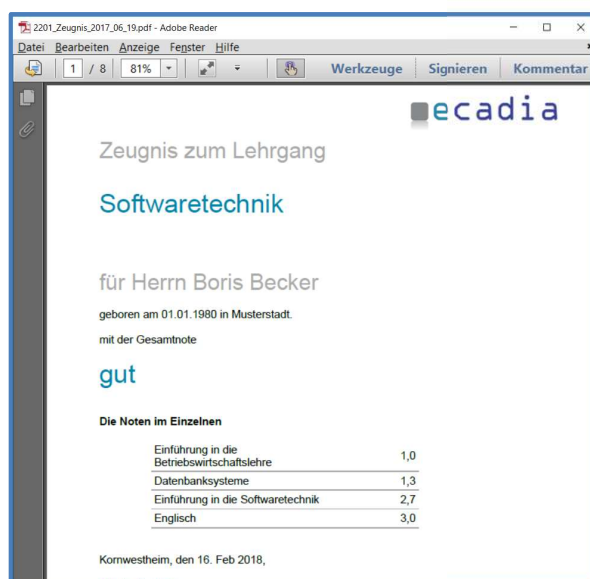 2201_Zeugnis_2017_06_19.pdf - Adobe Reader
Datei Bearbeiten Anzeige Fenster Hilfe
1 / 8 81% Werkzeuge Signieren Kommentar
ecadia
Zeugnis zum Lehrgang
Softwaretechnik
für Herrn Boris Becker
geboren am 01.01.1980 in Musterstadt.
mit der Gesamtnote
gut
Die Noten im Einzelnen
Einführung in die
Betriebswirtschaftslehre 1,0
Datenbanksysteme 1,3
Einführung in die Softwaretechnik 2,7
Englisch 3,0
Kornwestheim, den 16. Feb 2018,